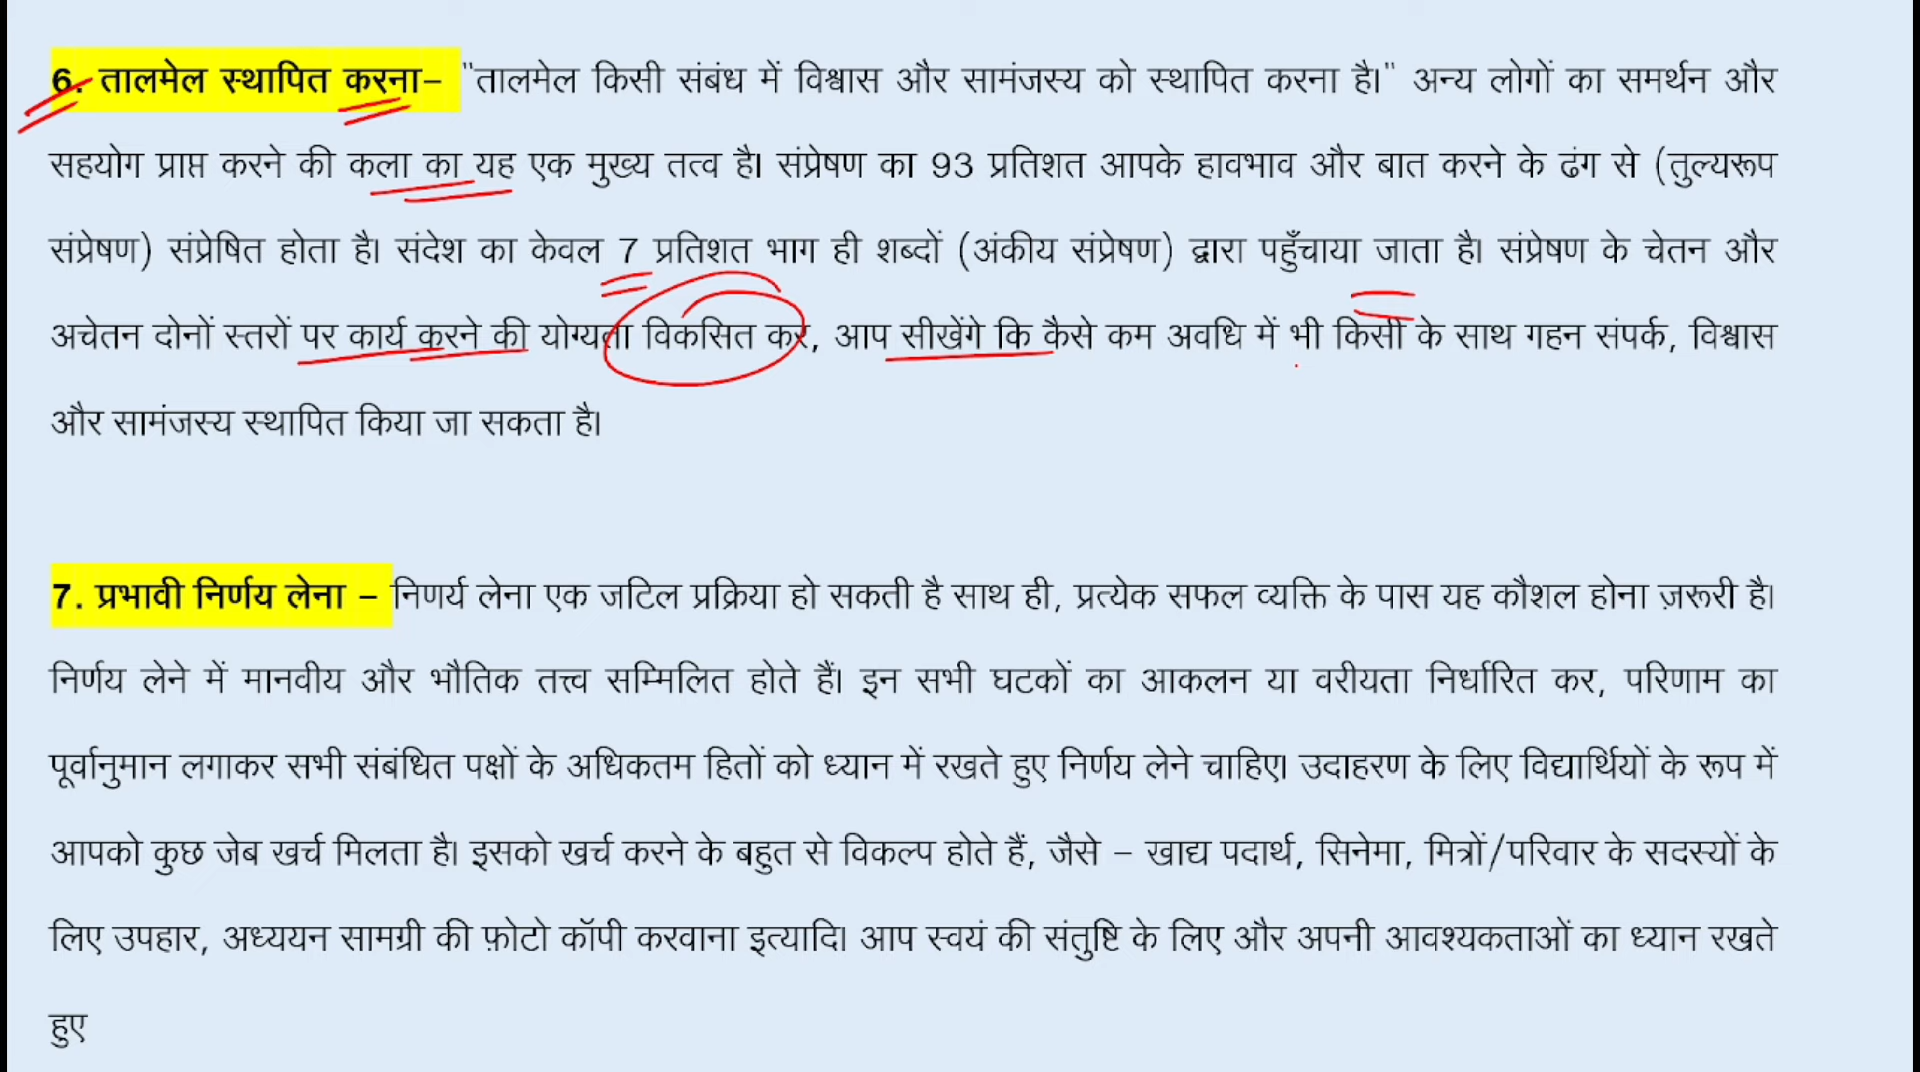 6. तालमेल स्थापित करना– "तालमेल किसी संबंध में विश्वास और सामंजस्य को स्थापित करना है।" अन्य लोगों का समर्थन और
सहयोग प्राप्त करने की कला का यह एक मुख्य तत्व है। संप्रेषण का 93 प्रतिशत आपके हावभाव और बात करने के ढंग से (तुल्यरूप
संप्रेषण) संप्रेषित होता है। संदेश का केवल 7 प्रतिशत भाग ही शब्दों (अंकीय संप्रेषण) द्वारा पहुँचाया जाता है। संप्रेषण के चेतन और
अचेतन दोनों स्तरों पर कार्य करने की योग्यता विकसित कर, आप सीखेंगे कि कैसे कम अवधि में भी किसी के साथ गहन संपर्क, विश्वास
और सामंजस्य स्थापित किया जा सकता है।
7. प्रभावी निर्णय लेना – निणर्य लेना एक जटिल प्रक्रिया हो सकती है साथ ही, प्रत्येक सफल व्यक्ति के पास यह कौशल होना ज़रूरी है।
निर्णय लेने में मानवीय और भौतिक तत्त्व सम्मिलित होते हैं। इन सभी घटकों का आकलन या वरीयता निर्धारित कर, परिणाम का
पूर्वानुमान लगाकर सभी संबंधित पक्षों के अधिकतम हितों को ध्यान में रखते हुए निर्णय लेने चाहिए। उदाहरण के लिए विद्यार्थियों के रूप में
आपको कुछ जेब खर्च मिलता है। इसको खर्च करने के बहुत से विकल्प होते हैं, जैसे – खाद्य पदार्थ, सिनेमा, मित्रों/परिवार के सदस्यों के
लिए उपहार, अध्ययन सामग्री की फ़ोटो कॉपी करवाना इत्यादि। आप स्वयं की संतुष्टि के लिए और अपनी आवश्यकताओं का ध्यान रखते
हुए